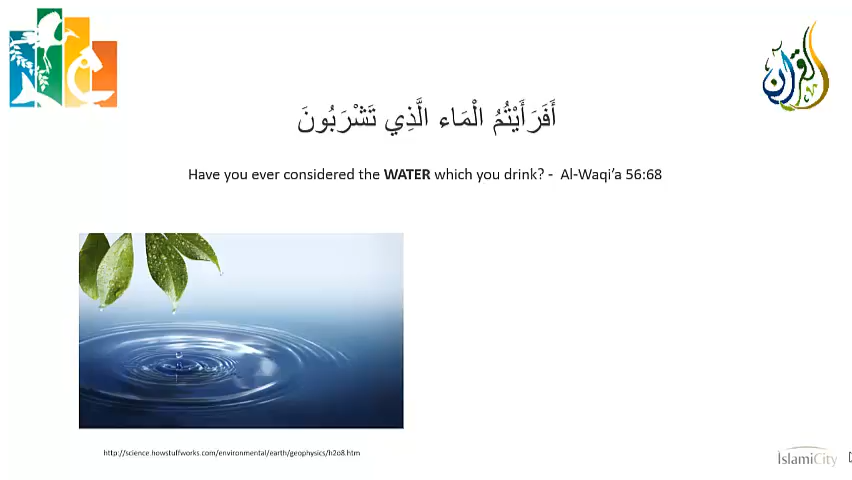 أَفَرَأَيْتُمُ الْمَاء الَّذِي تَشْرَبُونَ
Have you ever considered the WATER which you drink? - Al-Waqi’a 56:68
http://science.howstuffworks.com/environmental/earth/geophysics/h2o8.htm
القرآن
IslamiCity